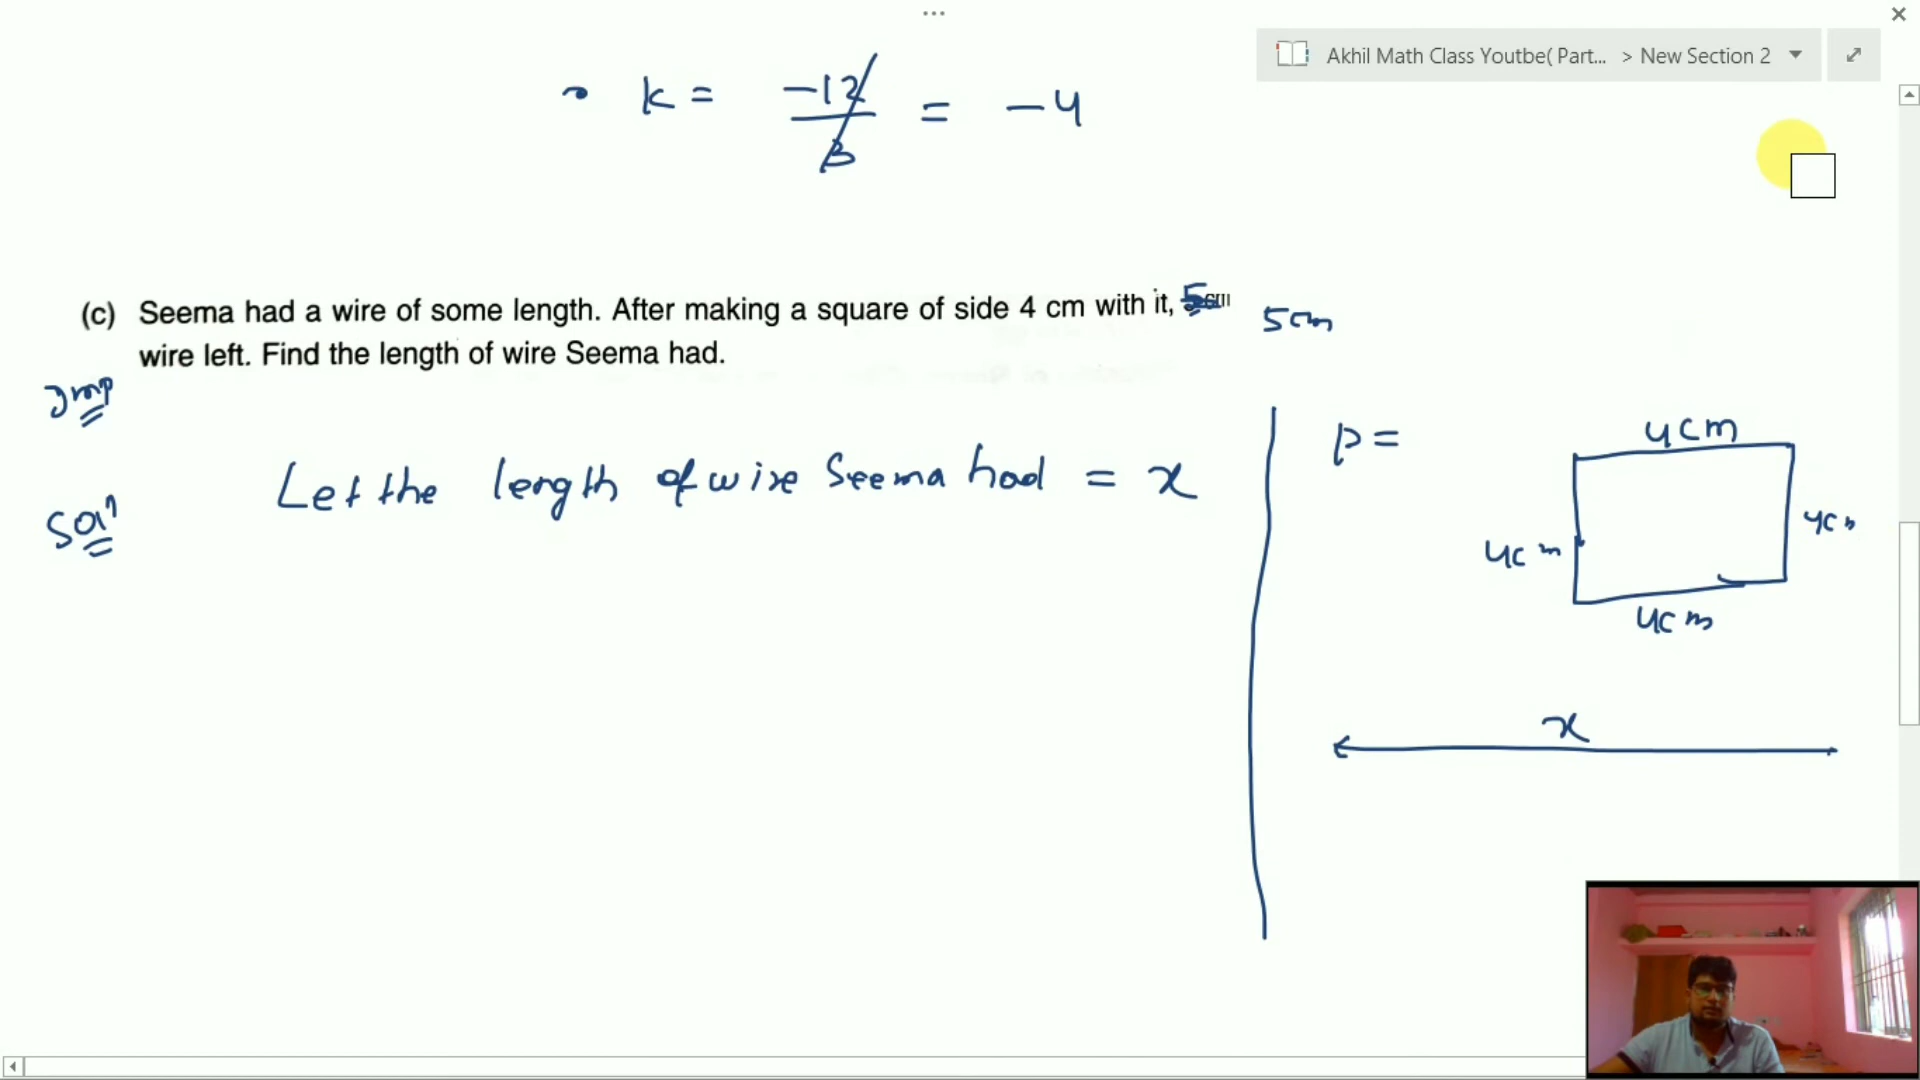 ...
Akhil Math Class Youtbe( Part... > New Section 2
k = -12/3 = -4
(c) Seema had a wire of some length. After making a square of side 4 cm with it, 5cm
5cm
wire left. Find the length of wire Seema had.
Imp
Solⁿ
Let the length of wire Seema had = x
P =
4cm
4cm
4cm
4cm
x